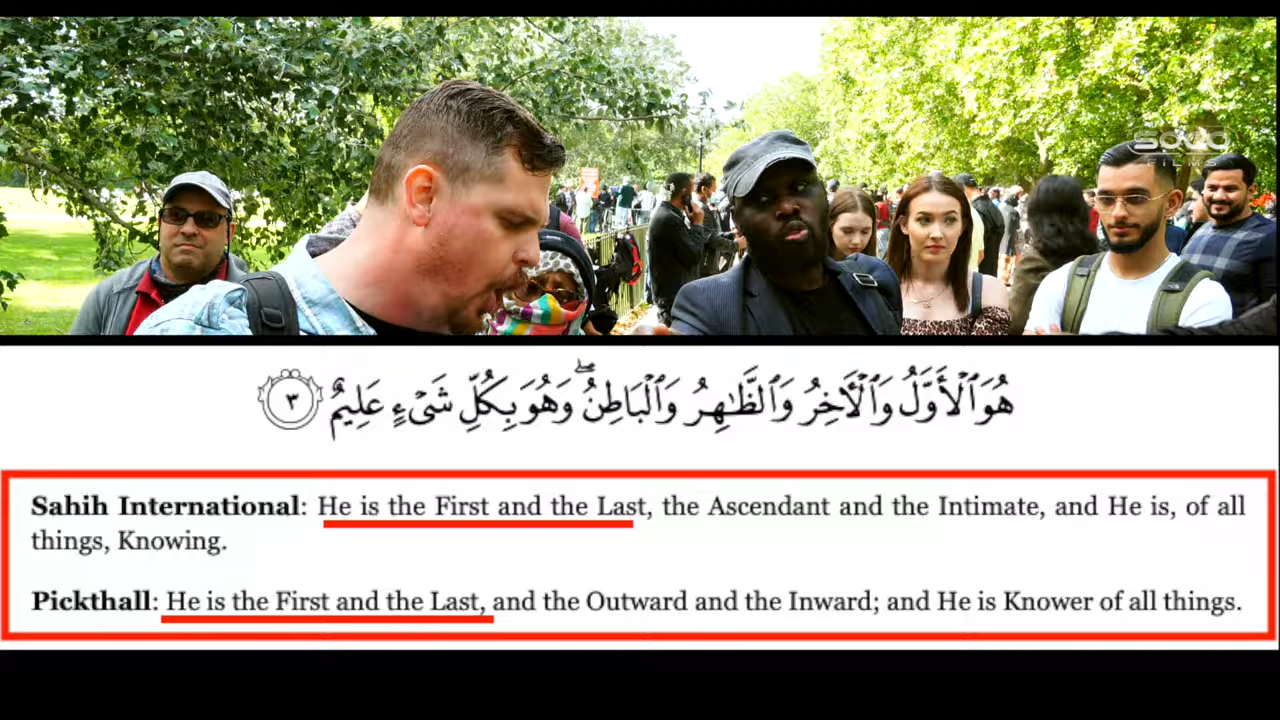 SOCO
FILMS
هُوَ ٱلْأَوَّلُ وَٱلْـَٔاخِرُ وَٱلظَّـٰهِرُ وَٱلْبَاطِنُ ۖ وَهُوَ بِكُلِّ شَىْءٍ عَلِيمٌ ٣
Sahih International: He is the First and the Last, the Ascendant and the Intimate, and He is, of all
things, Knowing.
Pickthall: He is the First and the Last, and the Outward and the Inward; and He is Knower of all things.